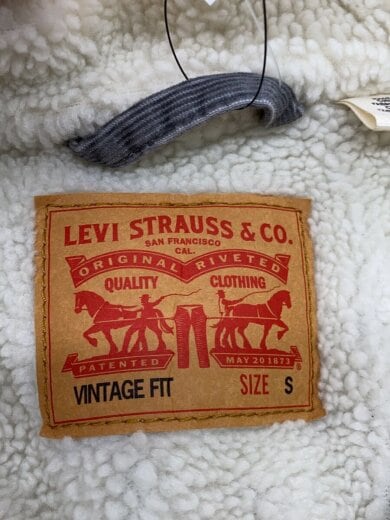 LEVI STRAUSS & CO.
SAN FRANCISCO
CAL.
ORIGINAL RIVETED
QUALITY CLOTHING
PATENTED MAY 20 1873
VINTAGE FIT SIZE S